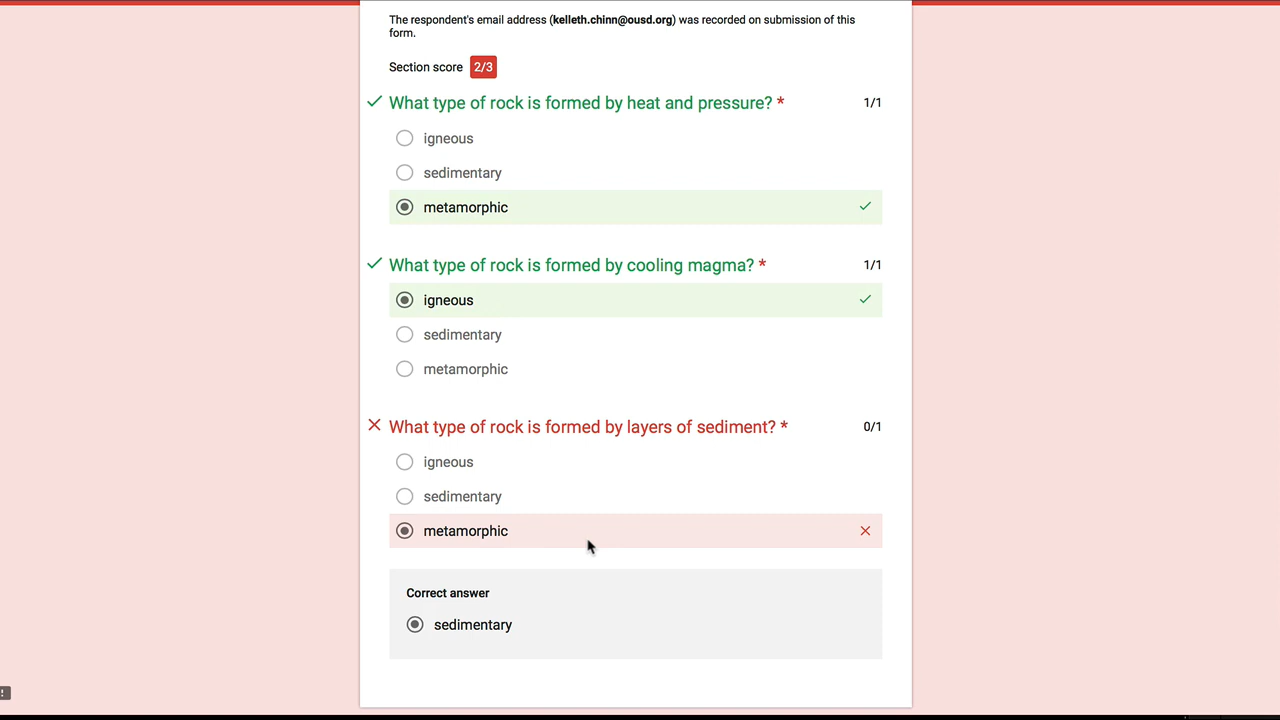 The respondent's email address (kelleth.chinn@ousd.org) was recorded on submission of this
form.
Section score 2/3
What type of rock is formed by heat and pressure? * 1/1
igneous
sedimentary
metamorphic
What type of rock is formed by cooling magma? * 1/1
igneous
sedimentary
metamorphic
What type of rock is formed by layers of sediment? * 0/1
igneous
sedimentary
metamorphic
Correct answer
sedimentary
!